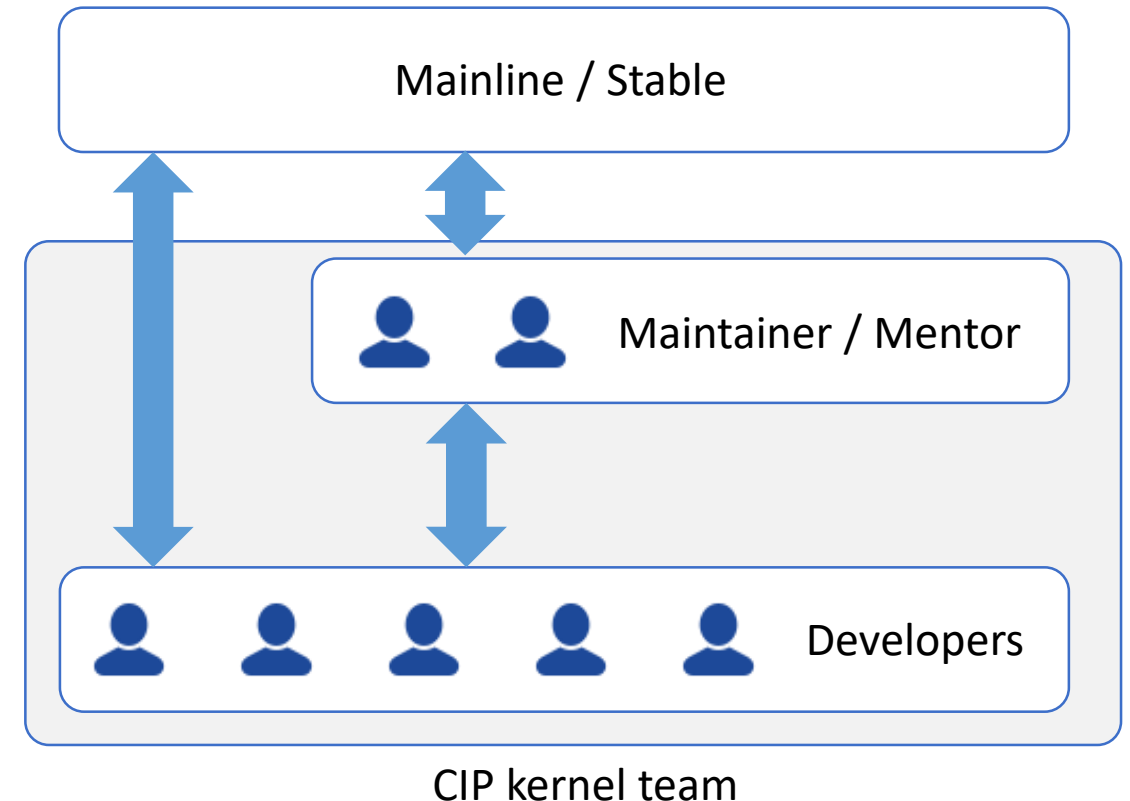 Mainline / Stable
Maintainer / Mentor
Developers
CIP kernel team